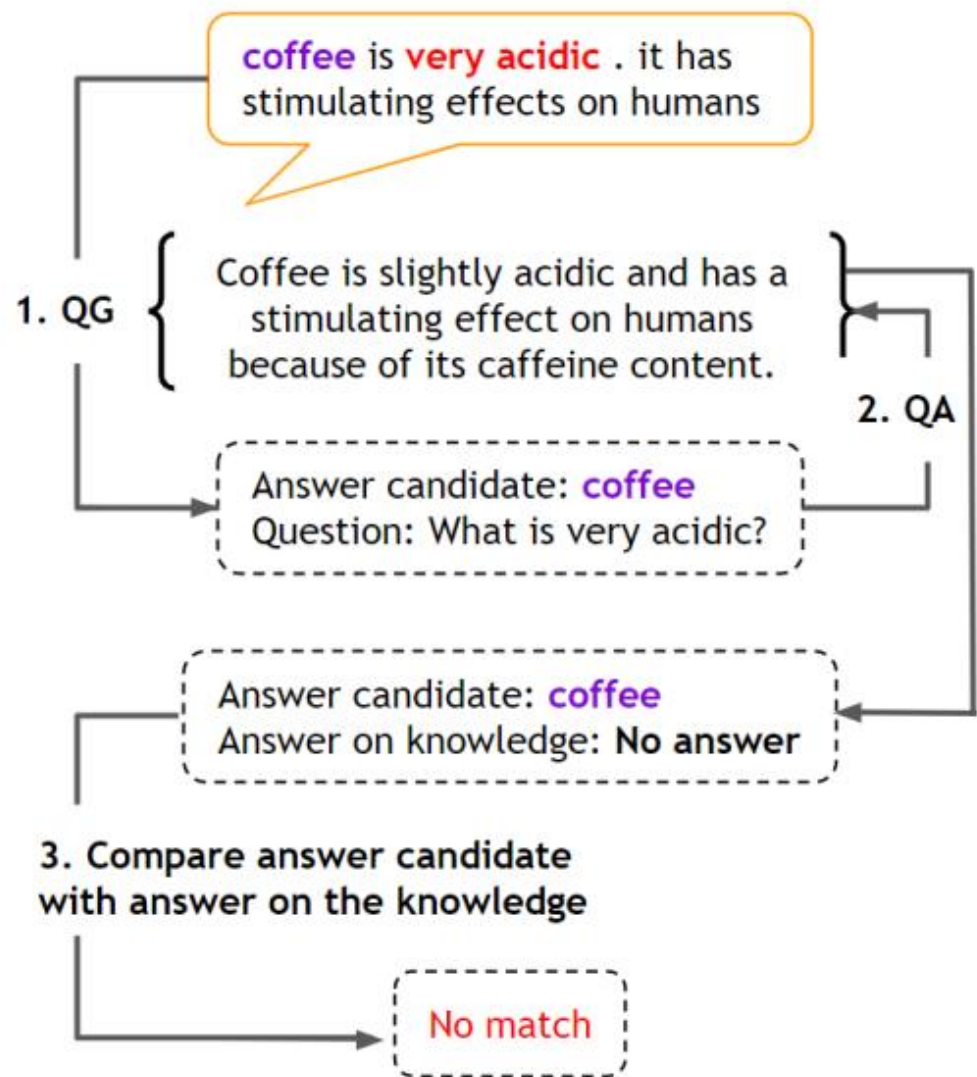 coffee is very acidic . it has
stimulating effects on humans
1. QG
Coffee is slightly acidic and has a
stimulating effect on humans
because of its caffeine content.
2. QA
Answer candidate: coffee
Question: What is very acidic?
Answer candidate: coffee
Answer on knowledge: No answer
3. Compare answer candidate
with answer on the knowledge
No match